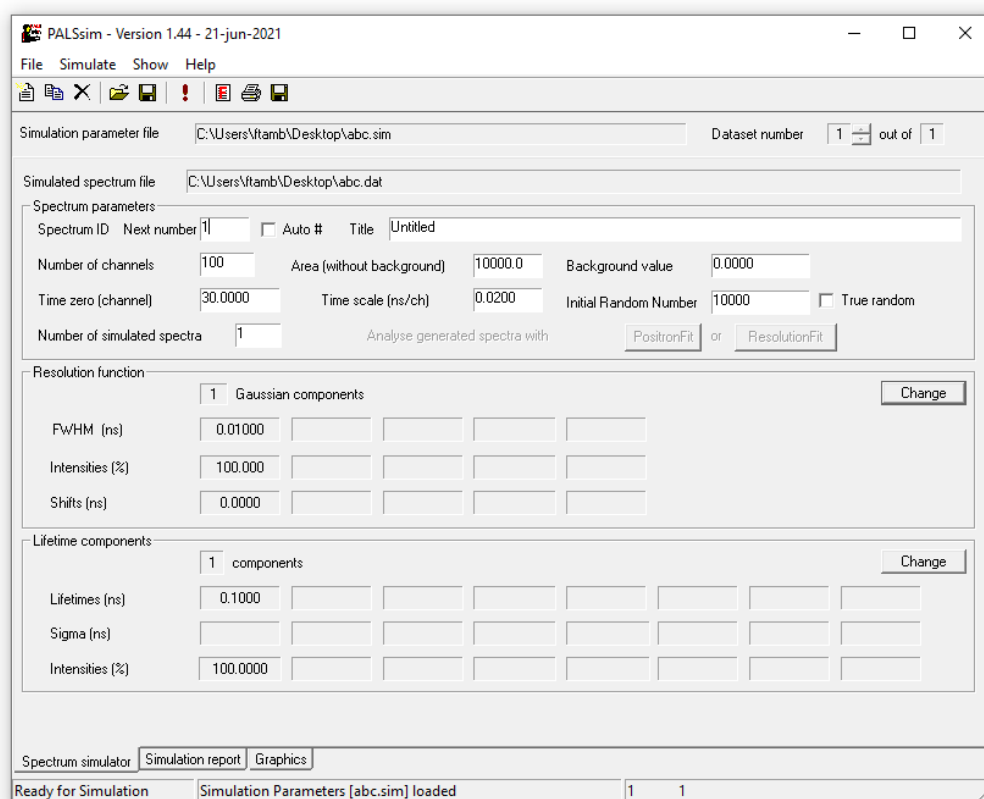 PALSsim - Version 1.44 - 21-jun-2021
File Simulate Show Help
Simulation parameter file C:\Users\ftamb\Desktop\abc.sim Dataset number 1 out of 1
Simulated spectrum file C:\Users\ftamb\Desktop\abc.dat
Spectrum parameters
Spectrum ID Next number 1 Auto # Title Untitled
Number of channels 100 Area (without background) 10000.0 Background value 0.0000
Time zero (channel) 30.0000 Time scale (ns/ch) 0.0200 Initial Random Number 10000 True random
Number of simulated spectra 1 Analyse generated spectra with PositronFit or ResolutionFit
Resolution function
1 Gaussian components Change
FWHM (ns) 0.01000
Intensities (%) 100.000
Shifts (ns) 0.0000
Lifetime components
1 components Change
Lifetimes (ns) 0.1000
Sigma (ns)
Intensities (%) 100.0000
Spectrum simulator Simulation report Graphics
Ready for Simulation Simulation Parameters [abc.sim] loaded 1 1